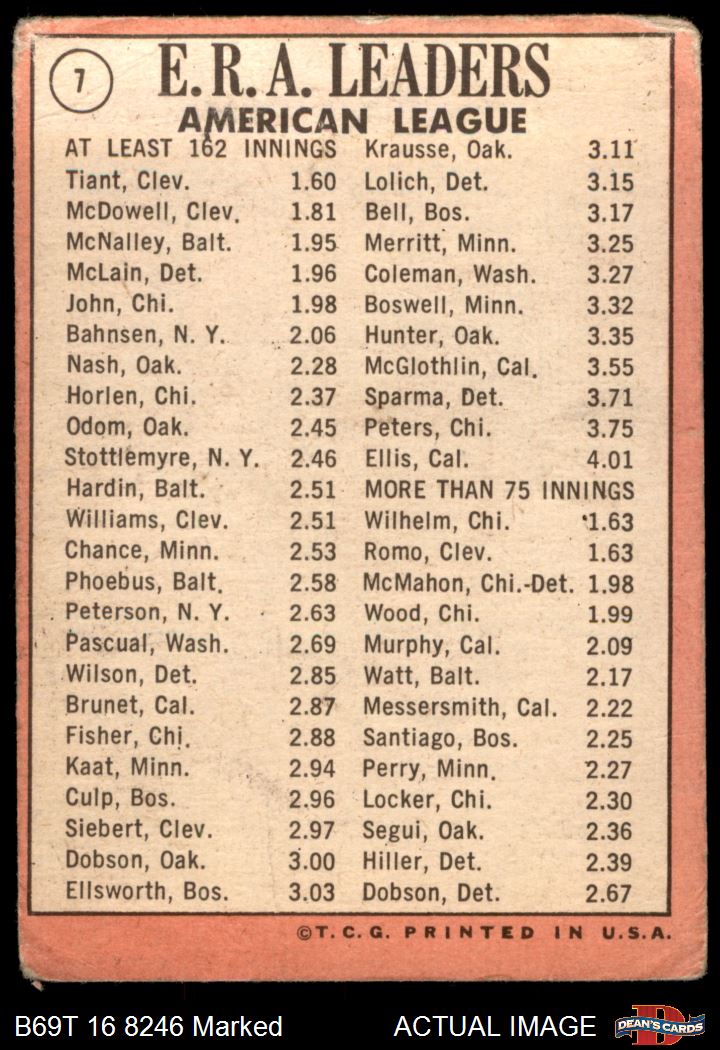 7
E.R.A. LEADERS
AMERICAN LEAGUE
AT LEAST 162 INNINGS
Tiant, Clev. 1.60
McDowell, Clev. 1.81
McNalley, Balt. 1.95
McLain, Det. 1.96
John, Chi. 1.98
Bahnsen, N. Y. 2.06
Nash, Oak. 2.28
Horlen, Chi. 2.37
Odom, Oak. 2.45
Stottlemyre, N. Y. 2.46
Hardin, Balt. 2.51
Williams, Clev. 2.51
Chance, Minn. 2.53
Phoebus, Balt. 2.58
Peterson, N. Y. 2.63
Pascual, Wash. 2.69
Wilson, Det. 2.85
Brunet, Cal. 2.87
Fisher, Chi. 2.88
Kaat, Minn. 2.94
Culp, Bos. 2.96
Siebert, Clev. 2.97
Dobson, Oak. 3.00
Ellsworth, Bos. 3.03
Krausse, Oak. 3.11
Lolich, Det. 3.15
Bell, Bos. 3.17
Merritt, Minn. 3.25
Coleman, Wash. 3.27
Boswell, Minn. 3.32
Hunter, Oak. 3.35
McGlothlin, Cal. 3.55
Sparma, Det. 3.71
Peters, Chi. 3.75
Ellis, Cal. 4.01
MORE THAN 75 INNINGS
Wilhelm, Chi. 1.63
Romo, Clev. 1.63
McMahon, Chi.-Det. 1.98
Wood, Chi. 1.99
Murphy, Cal. 2.09
Watt, Balt. 2.17
Messersmith, Cal. 2.22
Santiago, Bos. 2.25
Perry, Minn. 2.27
Locker, Chi. 2.30
Segui, Oak. 2.36
Hiller, Det. 2.39
Dobson, Det. 2.67
©T.C.G. PRINTED IN U.S.A.
B69T 16 8246 Marked
ACTUAL IMAGE
DEAN'S CARDS